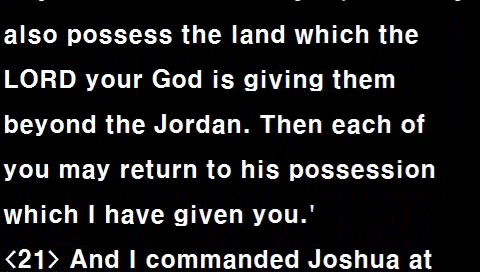 also possess the land which the
LORD your God is giving them
beyond the Jordan. Then each of
you may return to his possession
which I have given you.'
<21> And I commanded Joshua at